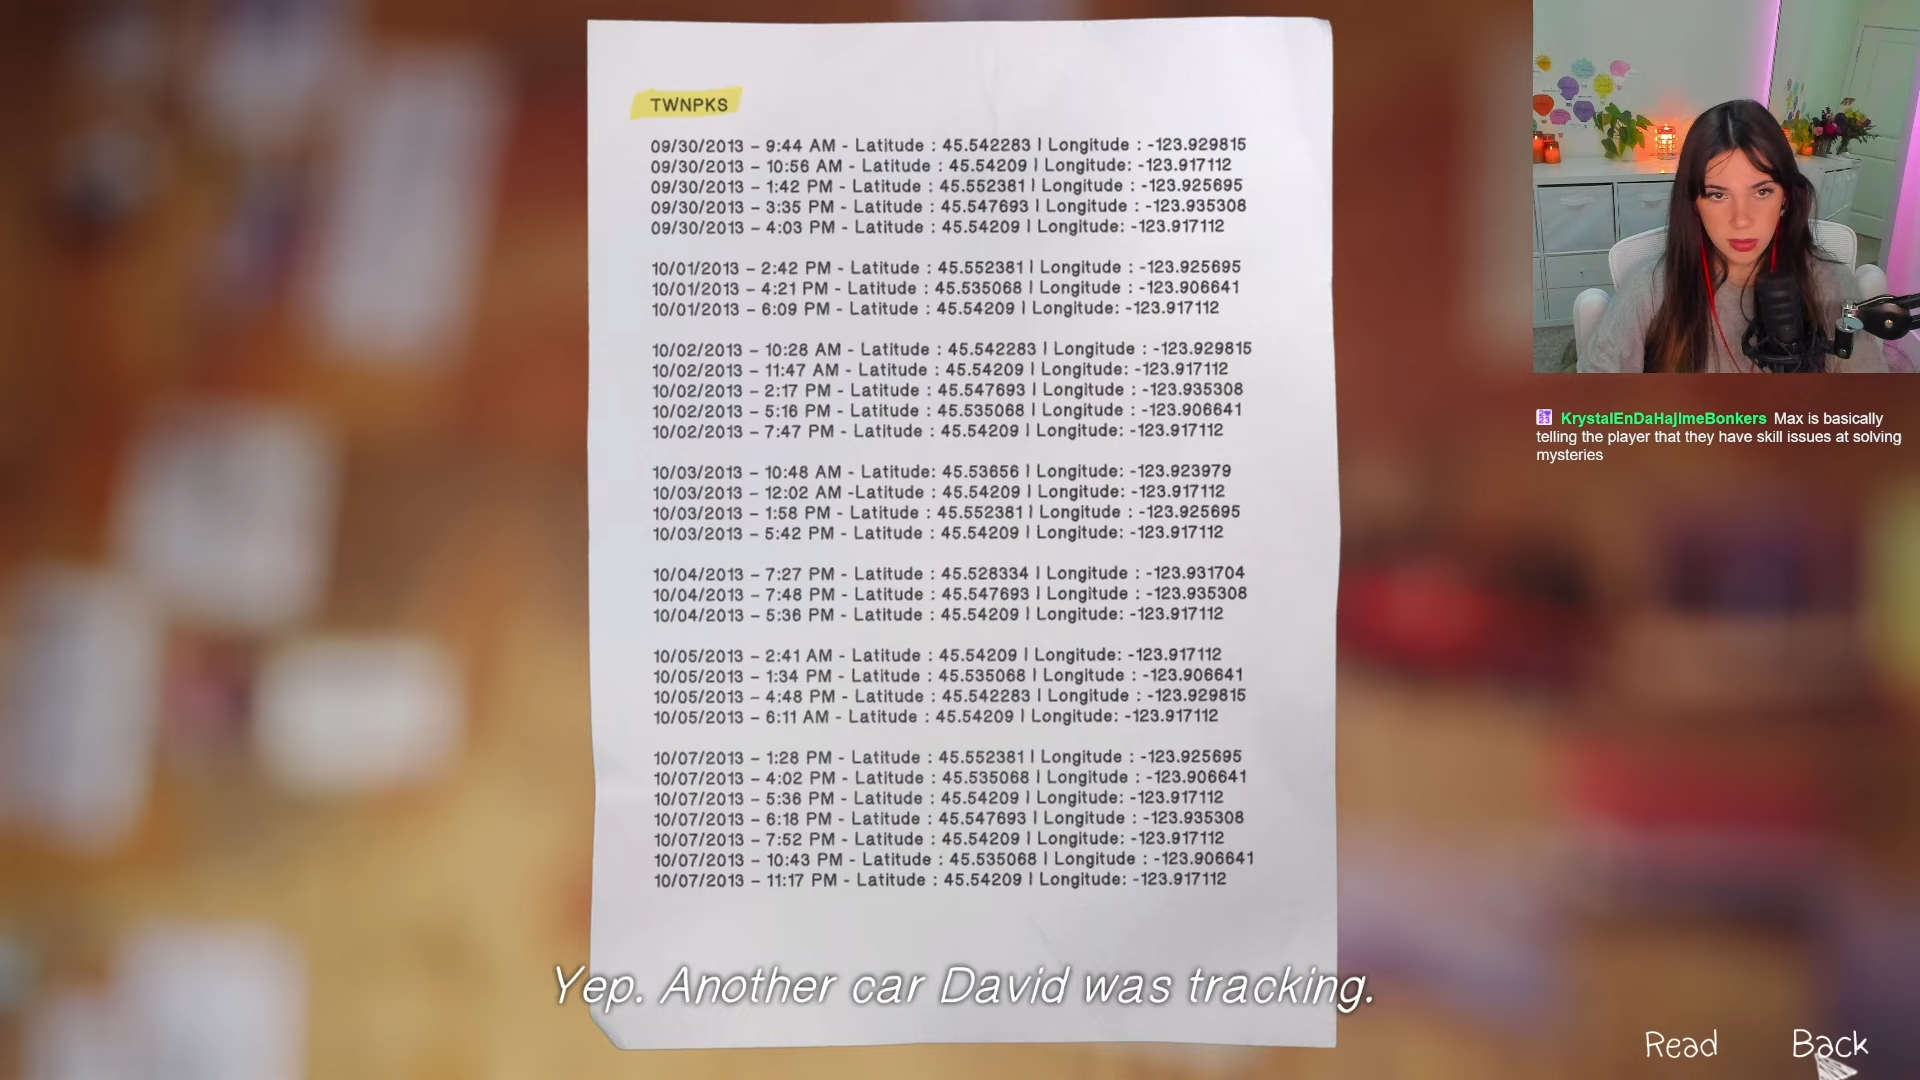 TWNPKS
09/30/2013 – 9:44 AM - Latitude : 45.542283 | Longitude : -123.929815
09/30/2013 – 10:56 AM - Latitude : 45.54209 | Longitude: -123.917112
09/30/2013 – 1:42 PM - Latitude : 45.552381 | Longitude : -123.925695
09/30/2013 – 3:35 PM - Latitude : 45.547693 | Longitude : -123.935308
09/30/2013 – 4:03 PM - Latitude : 45.54209 | Longitude: -123.917112
10/01/2013 – 2:42 PM - Latitude : 45.552381 | Longitude : -123.925695
10/01/2013 – 4:21 PM - Latitude : 45.535068 | Longitude : -123.906641
10/01/2013 – 6:09 PM - Latitude : 45.54209 | Longitude: -123.917112
10/02/2013 – 10:28 AM - Latitude : 45.542283 | Longitude : -123.929815
10/02/2013 – 11:47 AM - Latitude : 45.54209 | Longitude: -123.917112
10/02/2013 – 2:17 PM - Latitude : 45.547693 | Longitude : -123.935308
10/02/2013 – 5:16 PM - Latitude : 45.535068 | Longitude : -123.906641
10/02/2013 – 7:47 PM - Latitude : 45.54209 | Longitude: -123.917112
10/03/2013 – 10:48 AM - Latitude: 45.53656 | Longitude: -123.923979
10/03/2013 – 12:02 AM -Latitude : 45.54209 | Longitude: -123.917112
10/03/2013 – 1:58 PM - Latitude : 45.552381 | Longitude : -123.925695
10/03/2013 – 5:42 PM - Latitude : 45.54209 | Longitude: -123.917112
10/04/2013 – 7:27 PM - Latitude : 45.528334 | Longitude : -123.931704
10/04/2013 – 7:48 PM - Latitude : 45.547693 | Longitude : -123.935308
10/04/2013 – 5:36 PM - Latitude : 45.54209 | Longitude: -123.917112
10/05/2013 – 2:41 AM - Latitude : 45.54209 | Longitude: -123.917112
10/05/2013 – 1:34 PM - Latitude : 45.535068 | Longitude : -123.906641
10/05/2013 – 4:48 PM - Latitude : 45.542283 | Longitude : -123.929815
10/05/2013 – 6:11 AM - Latitude : 45.54209 | Longitude: -123.917112
10/07/2013 – 1:28 PM - Latitude : 45.552381 | Longitude : -123.925695
10/07/2013 – 4:02 PM - Latitude : 45.535068 | Longitude : -123.906641
10/07/2013 – 5:36 PM - Latitude : 45.54209 | Longitude: -123.917112
10/07/2013 – 6:18 PM - Latitude : 45.547693 | Longitude : -123.935308
10/07/2013 – 7:52 PM - Latitude : 45.54209 | Longitude: -123.917112
10/07/2013 – 10:43 PM - Latitude : 45.535068 | Longitude : -123.906641
10/07/2013 – 11:17 PM - Latitude : 45.54209 | Longitude: -123.917112
Yep. Another car David was tracking.
KrystalEnDaHajImeBonkers Max is basically
telling the player that they have skill issues at solving
mysteries
Read
Back